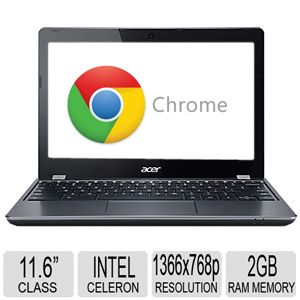 Chrome
acer
11.6”
CLASS
INTEL
CELERON
1366x768p
RESOLUTION
2GB
RAM MEMORY